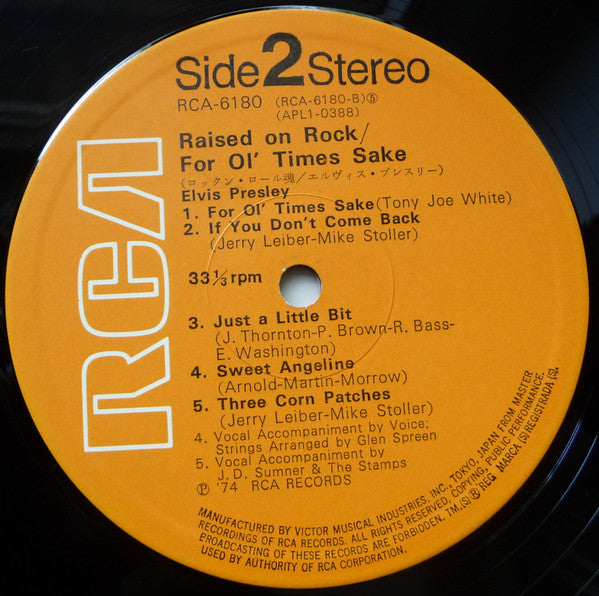 Side 2 Stereo
RCA-6180 (RCA-6180-B)⑤
(APL1-0388)
Raised on Rock/
For Ol' Times Sake
(ロックン・ロール魂/エルヴィス・プレスリー)
Elvis Presley
1. For Ol' Times Sake (Tony Joe White)
2. If You Don't Come Back
(Jerry Leiber-Mike Stoller)
33 1/3 rpm
3. Just a Little Bit
(J. Thornton-P. Brown-R. Bass-
E. Washington)
4. Sweet Angeline
(Arnold-Martin-Morrow)
5. Three Corn Patches
(Jerry Leiber-Mike Stoller)
4. Vocal Accompaniment by Voice;
Strings Arranged by Glen Spreen
5. Vocal Accompaniment by
J. D. Sumner & The Stamps
Ⓟ '74 RCA RECORDS
RCA
MANUFACTURED BY VICTOR MUSICAL INDUSTRIES, INC., TOKYO, JAPAN FROM MASTER
RECORDINGS OF RCA RECORDS. ALL RIGHTS RESERVED, COPYING, PUBLIC PERFORMANCE,
BROADCASTING OF THESE RECORDS ARE FORBIDDEN. TM.(S)® REG MARCA (S) REGISTRADA (S).
USED BY AUTHORITY OF RCA CORPORATION.